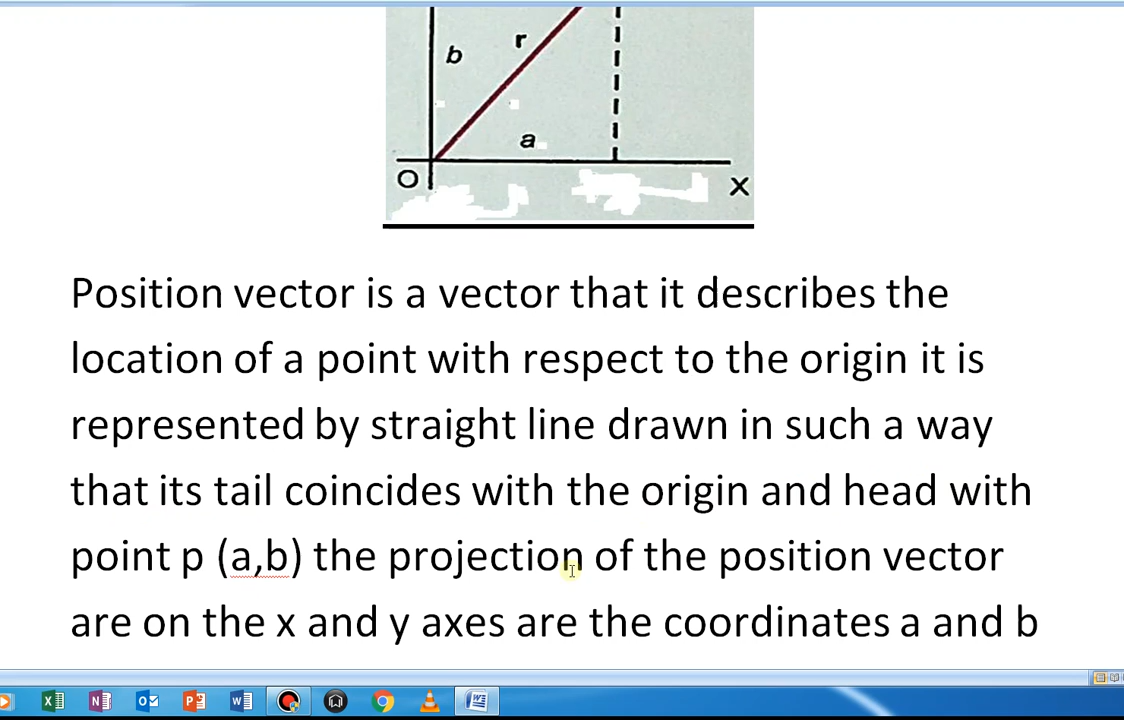 b
r
a
O
X
Position vector is a vector that it describes the
location of a point with respect to the origin it is
represented by straight line drawn in such a way
that its tail coincides with the origin and head with
point p (a,b) the projection of the position vector
are on the x and y axes are the coordinates a and b